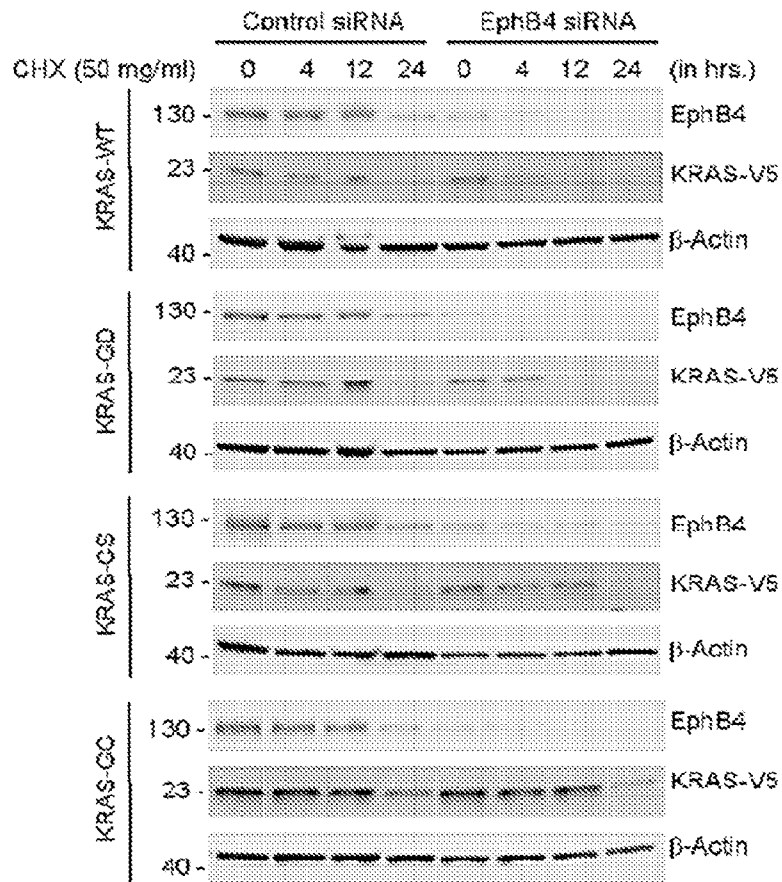 Control siRNA EphB4 siRNA
CHX (50 mg/ml) 0 4 12 24 0 4 12 24 (in hrs.)
KRAS-WT
130 - EphB4
23 - KRAS-V5
40 - β-Actin
KRAS-GD
130 - EphB4
23 - KRAS-V5
40 - β-Actin
KRAS-GS
130 - EphB4
23 - KRAS-V5
40 - β-Actin
KRAS-GC
130 - EphB4
23 - KRAS-V5
40 - β-Actin